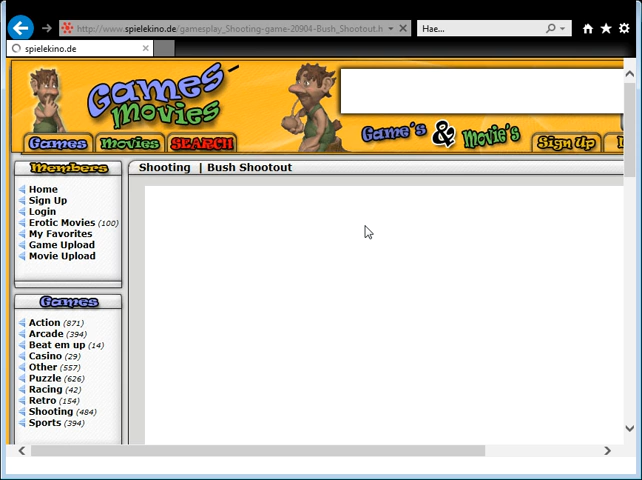 http://www.spielekino.de/gamesplay_Shooting-game-20904-Bush_Shootout.h
Hae...
spielekino.de
Games-
Movies
Game's & Movie's
Games
Movies
SEARCH
Sign Up
Members
Shooting | Bush Shootout
Home
Sign Up
Login
Erotic Movies (100)
My Favorites
Game Upload
Movie Upload
Games
Action (871)
Arcade (394)
Beat em up (14)
Casino (29)
Other (557)
Puzzle (626)
Racing (42)
Retro (154)
Shooting (484)
Sports (394)